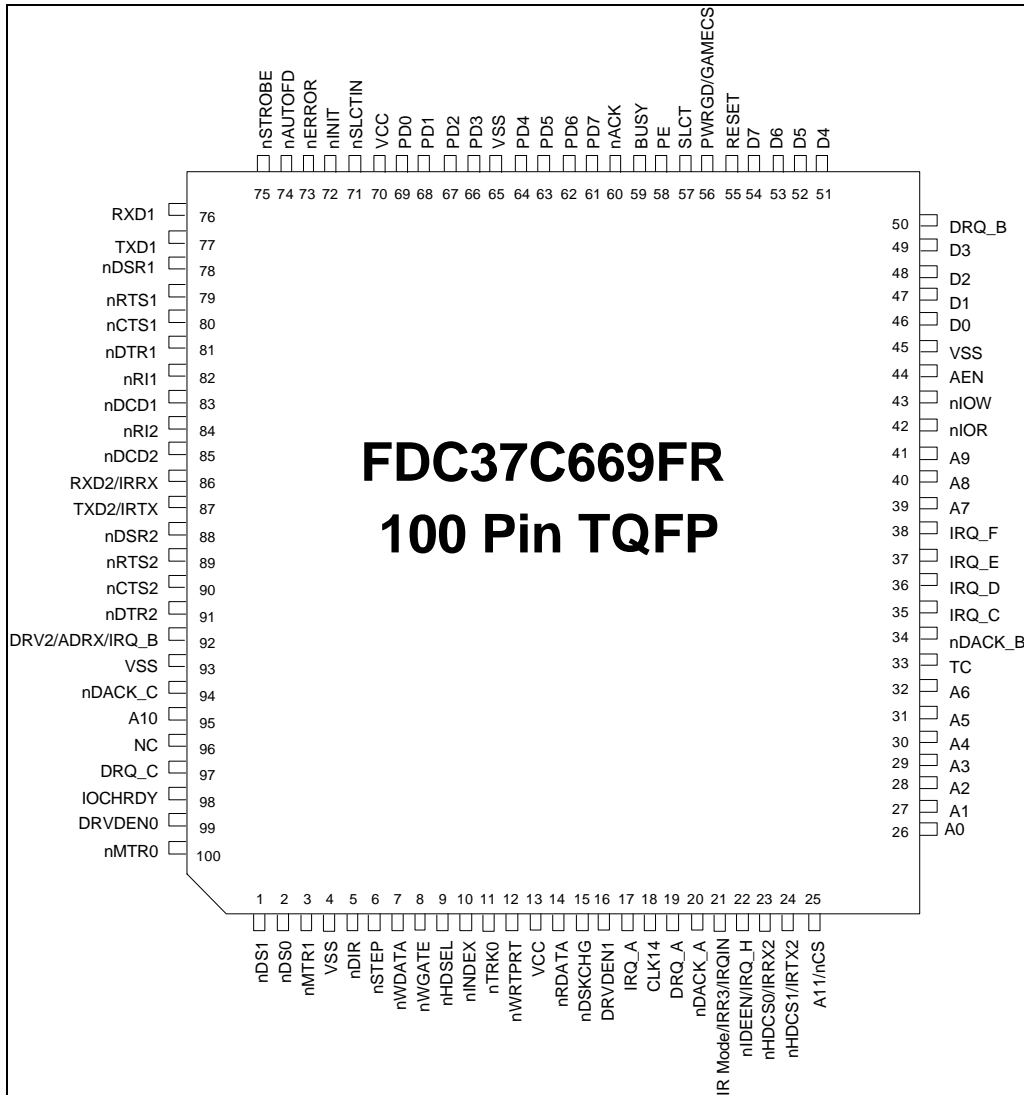 nSTROBE
nAUTOFD
nERROR
nINIT
nSLCTIN
VCC
PD0
PD1
PD2
PD3
VSS
PD4
PD5
PD6
PD7
nACK
BUSY
PE
SLCT
PWRGD/GAMECS
RESET
D7
D6
D5
D4
75 74 73 72 71 70 69 68 67 66 65 64 63 62 61 60 59 58 57 56 55 54 53 52 51
RXD1 76
TXD1 77
nDSR1 78
nRTS1 79
nCTS1 80
nDTR1 81
nRI1 82
nDCD1 83
nRI2 84
nDCD2 85
RXD2/IRRX 86
TXD2/IRTX 87
nDSR2 88
nRTS2 89
nCTS2 90
nDTR2 91
DRV2/ADRX/IRQ_B 92
VSS 93
nDACK_C 94
A10 95
NC 96
DRQ_C 97
IOCHRDY 98
DRVDEN0 99
nMTR0 100
FDC37C669FR
100 Pin TQFP
50 DRQ_B
49 D3
48 D2
47 D1
46 D0
45 VSS
44 AEN
43 nIOW
42 nIOR
41 A9
40 A8
39 A7
38 IRQ_F
37 IRQ_E
36 IRQ_D
35 IRQ_C
34 nDACK_B
33 TC
32 A6
31 A5
30 A4
29 A3
28 A2
27 A1
26 A0
1 2 3 4 5 6 7 8 9 10 11 12 13 14 15 16 17 18 19 20 21 22 23 24 25
nDS1
nDS0
nMTR1
VSS
nDIR
nSTEP
nWDATA
nWGATE
nHDSEL
nINDEX
nTRK0
nWRTPRT
VCC
nRDATA
nDSKCHG
DRVDEN1
IRQ_A
CLK14
DRQ_A
nDACK_A
IR Mode/IRR3/IRQIN
nIDEEN/IRQ_H
nHDCS0/IRRX2
nHDCS1/IRTX2
A11/nCS